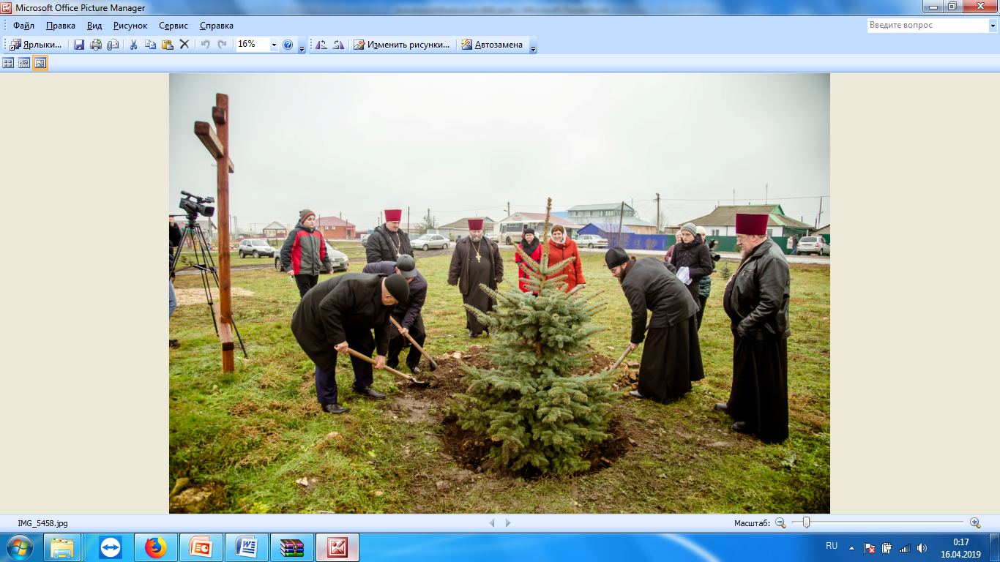 Microsoft Office Picture Manager
Файл Правка Вид Рисунок Сервис Справка
Введите вопрос
Ярлыки... 16% Изменить рисунки... Автозамена
IMG_5458.jpg
Масштаб:
RU
0:17
16.04.2019